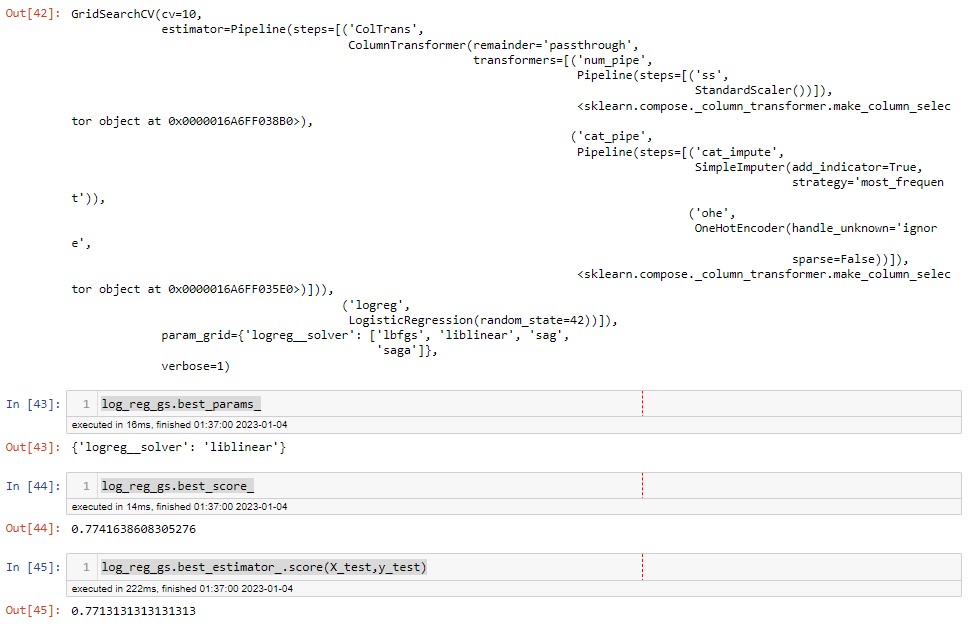 Out[42]: GridSearchCV(cv=10,
estimator=Pipeline(steps=[('ColTrans',
ColumnTransformer(remainder='passthrough',
transformers=[('num_pipe',
Pipeline(steps=[('ss',
StandardScaler())]),
<sklearn.compose._column_transformer.make_column_selec
tor object at 0x0000016A6FF038B0>),
('cat_pipe',
Pipeline(steps=[('cat_impute',
SimpleImputer(add_indicator=True,
strategy='most_frequen
t')),
('ohe',
OneHotEncoder(handle_unknown='ignor
e',
sparse=False))]),
<sklearn.compose._column_transformer.make_column_selec
tor object at 0x0000016A6FF035E0>)])),
('logreg',
LogisticRegression(random_state=42))]),
param_grid={'logreg__solver': ['lbfgs', 'liblinear', 'sag',
'saga']},
verbose=1)
In [43]: 1 log_reg_gs.best_params_
executed in 16ms, finished 01:37:00 2023-01-04
Out[43]: {'logreg__solver': 'liblinear'}
In [44]: 1 log_reg_gs.best_score_
executed in 14ms, finished 01:37:00 2023-01-04
Out[44]: 0.7741638608305276
In [45]: 1 log_reg_gs.best_estimator_.score(X_test,y_test)
executed in 222ms, finished 01:37:00 2023-01-04
Out[45]: 0.7713131313131313